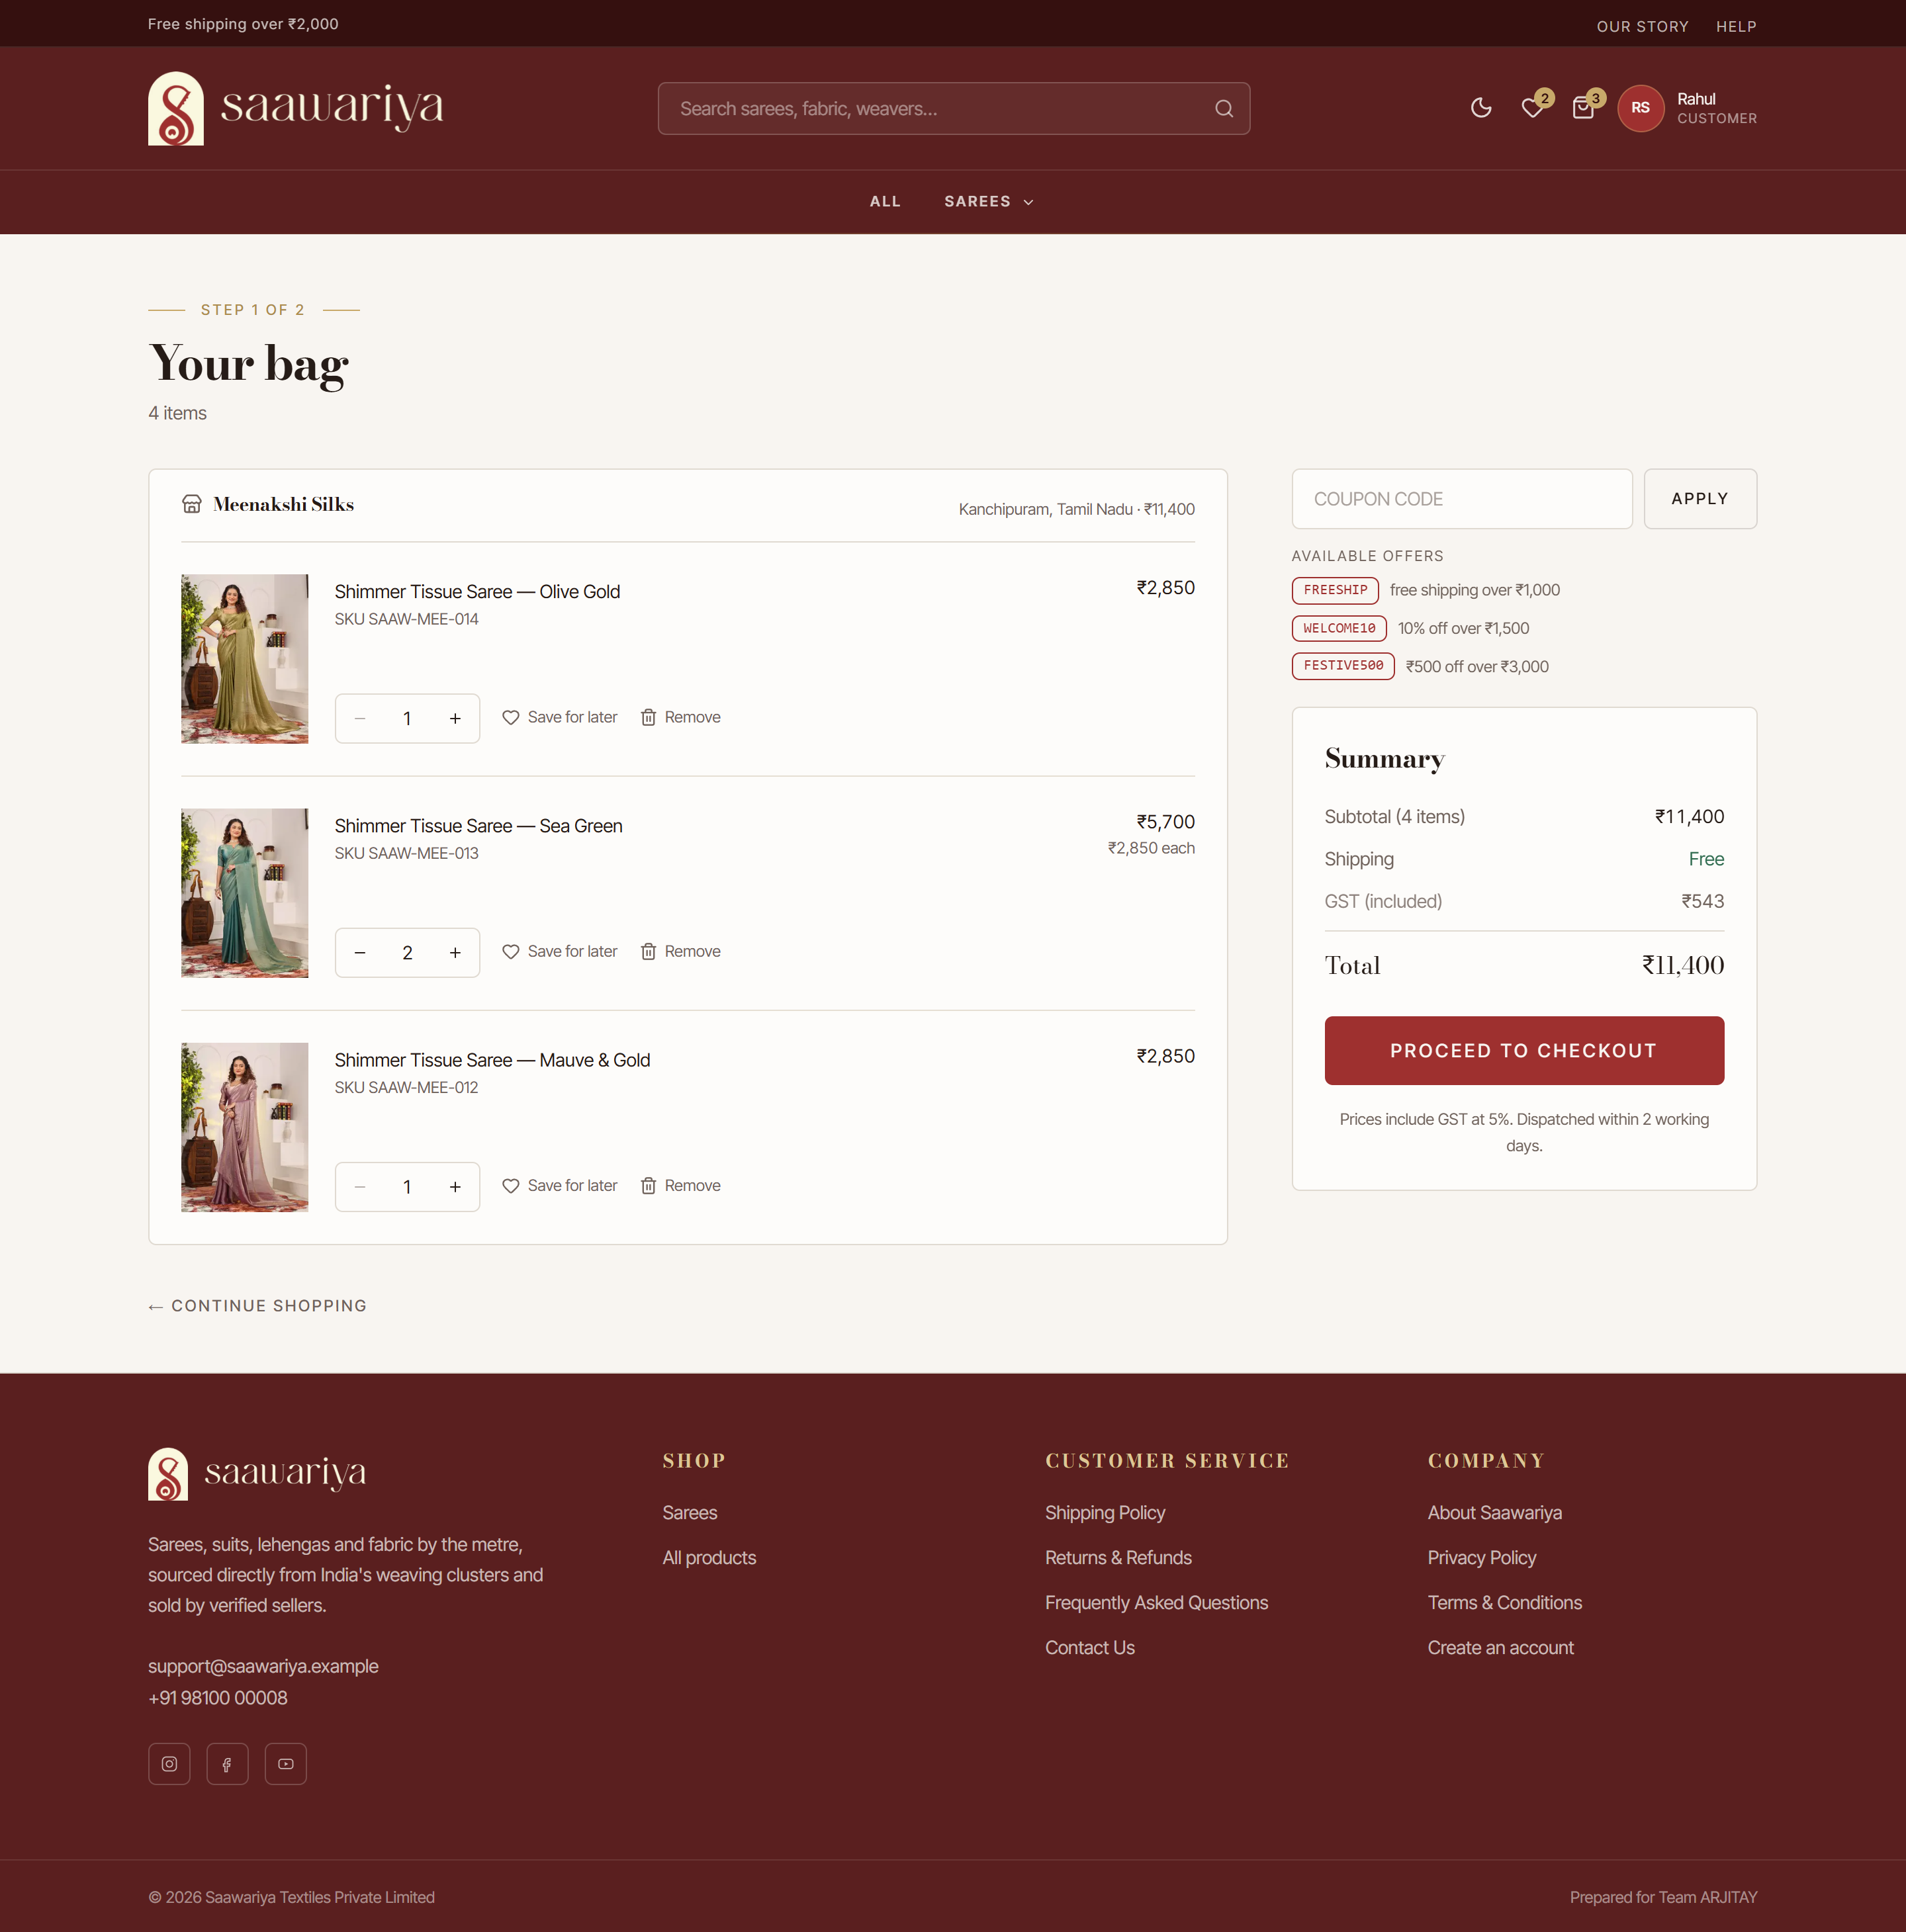 Free shipping over ₹2,000
OUR STORY HELP
saawariya
Search sarees, fabric, weavers...
2
3
RS
Rahul
CUSTOMER
ALL SAREES
STEP 1 OF 2
Your bag
4 items
Meenakshi Silks
Kanchipuram, Tamil Nadu · ₹11,400
Shimmer Tissue Saree — Olive Gold
₹2,850
SKU SAAW-MEE-014
− 1 +
Save for later
Remove
Shimmer Tissue Saree — Sea Green
₹5,700
SKU SAAW-MEE-013
₹2,850 each
− 2 +
Save for later
Remove
Shimmer Tissue Saree — Mauve & Gold
₹2,850
SKU SAAW-MEE-012
− 1 +
Save for later
Remove
← CONTINUE SHOPPING
COUPON CODE
APPLY
AVAILABLE OFFERS
FREESHIP free shipping over ₹1,000
WELCOME10 10% off over ₹1,500
FESTIVE500 ₹500 off over ₹3,000
Summary
Subtotal (4 items) ₹11,400
Shipping Free
GST (included) ₹543
Total ₹11,400
PROCEED TO CHECKOUT
Prices include GST at 5%. Dispatched within 2 working
days.
saawariya
Sarees, suits, lehengas and fabric by the metre,
sourced directly from India's weaving clusters and
sold by verified sellers.
support@saawariya.example
+91 98100 00008
SHOP
Sarees
All products
CUSTOMER SERVICE
Shipping Policy
Returns & Refunds
Frequently Asked Questions
Contact Us
COMPANY
About Saawariya
Privacy Policy
Terms & Conditions
Create an account
© 2026 Saawariya Textiles Private Limited
Prepared for Team ARJITAY